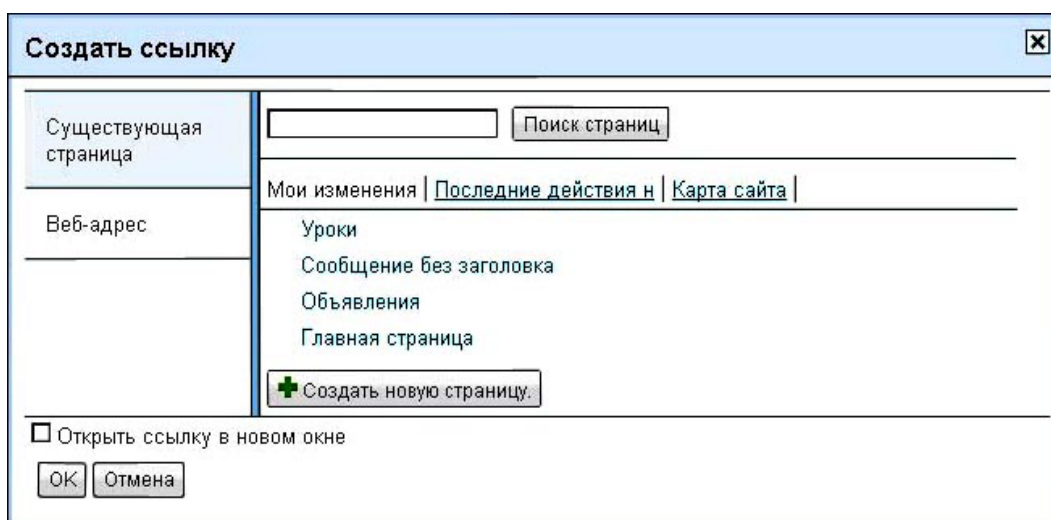 Создать ссылку
Существующая
страница
Веб-адрес
Поиск страниц
Мои изменения | Последние действия н | Карта сайта |
Уроки
Сообщение без заголовка
Объявления
Главная страница
Создать новую страницу.
Открыть ссылку в новом окне
OK Отмена